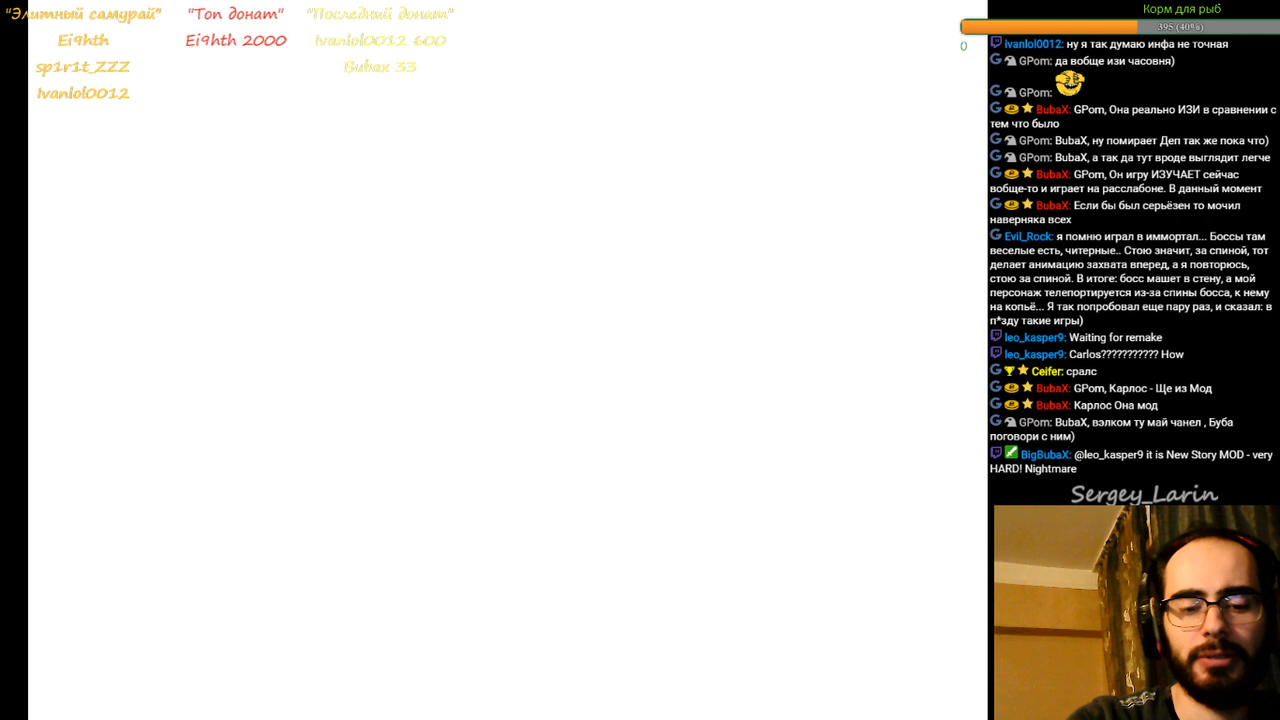 "Элитный самурай"
Ei9hth
sp1r1t_ZZZ
Ivanlol0012
"Топ донат"
Ei9hth 2000
"Последний донат"
Ivanlol0012 600
Bubax 33
Корм для рыб
395 (40%)
0
ivanlol0012: ну я так думаю инфа не точная
GPom: да вобще изи часовня)
GPom:
BubaX: GPom, Она реально ИЗИ в сравнении с
тем что было
GPom: BubaX, ну помирает Деп так же пока что)
GPom: BubaX, а так да тут вроде выглядит легче
BubaX: GPom, Он игру ИЗУЧАЕТ сейчас
вобще-то и играет на расслабоне. В данный момент
BubaX: Если бы был серьёзен то мочил
наверняка всех
Evil_Rock: я помню играл в иммортал... Боссы там
веселые есть, читерные.. Стою значит, за спиной, тот
делает анимацию захвата вперед, а я повторюсь,
стою за спиной. В итоге: босс машет в стену, а мой
персонаж телепортируется из-за спины босса, к нему
на копьё... Я так попробовал еще пару раз, и сказал: в
п*зду такие игры)
leo_kasper9: Waiting for remake
leo_kasper9: Carlos??????????? How
Ceifer: сралс
BubaX: GPom, Карлос - Ще из Мод
BubaX: Карлос Она мод
GPom: BubaX, вэлком ту май чанел , Буба
поговори с ним)
BigBubaX: @leo_kasper9 it is New Story MOD - very
HARD! Nightmare
Sergey_Larin